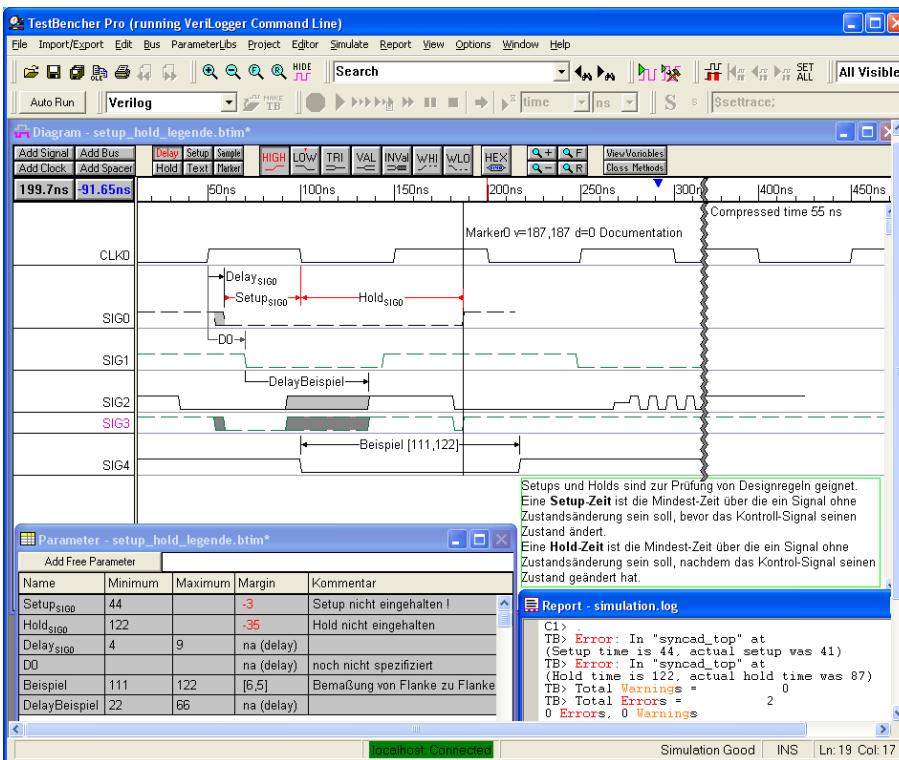 TestBencher Pro (running VeriLogger Command Line)
File Import/Export Edit Bus ParameterLibs Project Editor Simulate Report View Options Window Help
HIDE Search SET ALL All Visible
Auto Run Verilog MAKE TB time ns S s $settrace;
Diagram - setup_hold_legende.btim*
Add Signal Add Bus Delay Setup Sample HIGH LOW TRI VAL INVal WHI WLO HEX Q + Q F ViewVariables
Add Clock Add Spacer Hold Text Marker Q - Q R Class Methods
199.7ns -91.65ns 50ns 100ns 150ns 200ns 250ns 300n 400ns 450ns
Compressed time 55 ns
Marker0 v=187,187 d=0 Documentation
CLK0
DelaySIG0
SetupSIG0 HoldSIG0
SIG0
D0
SIG1
DelayBeispiel
SIG2
SIG3
Beispiel [111,122]
SIG4
Setups und Holds sind zur Prüfung von Designregeln geignet.
Eine Setup-Zeit ist die Mindest-Zeit über die ein Signal ohne
Zustandsänderung sein soll, bevor das Kontroll-Signal seinen
Zustand ändert.
Eine Hold-Zeit ist die Mindest-Zeit über die ein Signal ohne
Zustandsänderung sein soll, nachdem das Kontrol-Signal seinen
Zustand geändert hat.
Parameter - setup_hold_legende.btim*
Add Free Parameter
Name Minimum Maximum Margin Kommentar
SetupSIG0 44 -3 Setup nicht eingehalten !
HoldSIG0 122 -35 Hold nicht eingehalten
DelaySIG0 4 9 na (delay)
D0 na (delay) noch nicht spezifiziert
Beispiel 111 122 [6,5] Bemaßung von Flanke zu Flanke
DelayBeispiel 22 66 na (delay)
Report - simulation.log
C1> .
TB> Error: In "syncad_top" at
(Setup time is 44, actual setup was 41)
TB> Error: In "syncad_top" at
(Hold time is 122, actual hold time was 87)
TB> Total Warnings = 0
TB> Total Errors = 2
0 Errors, 0 Warnings
localhost:Connected Simulation Good INS Ln: 19 Col: 17